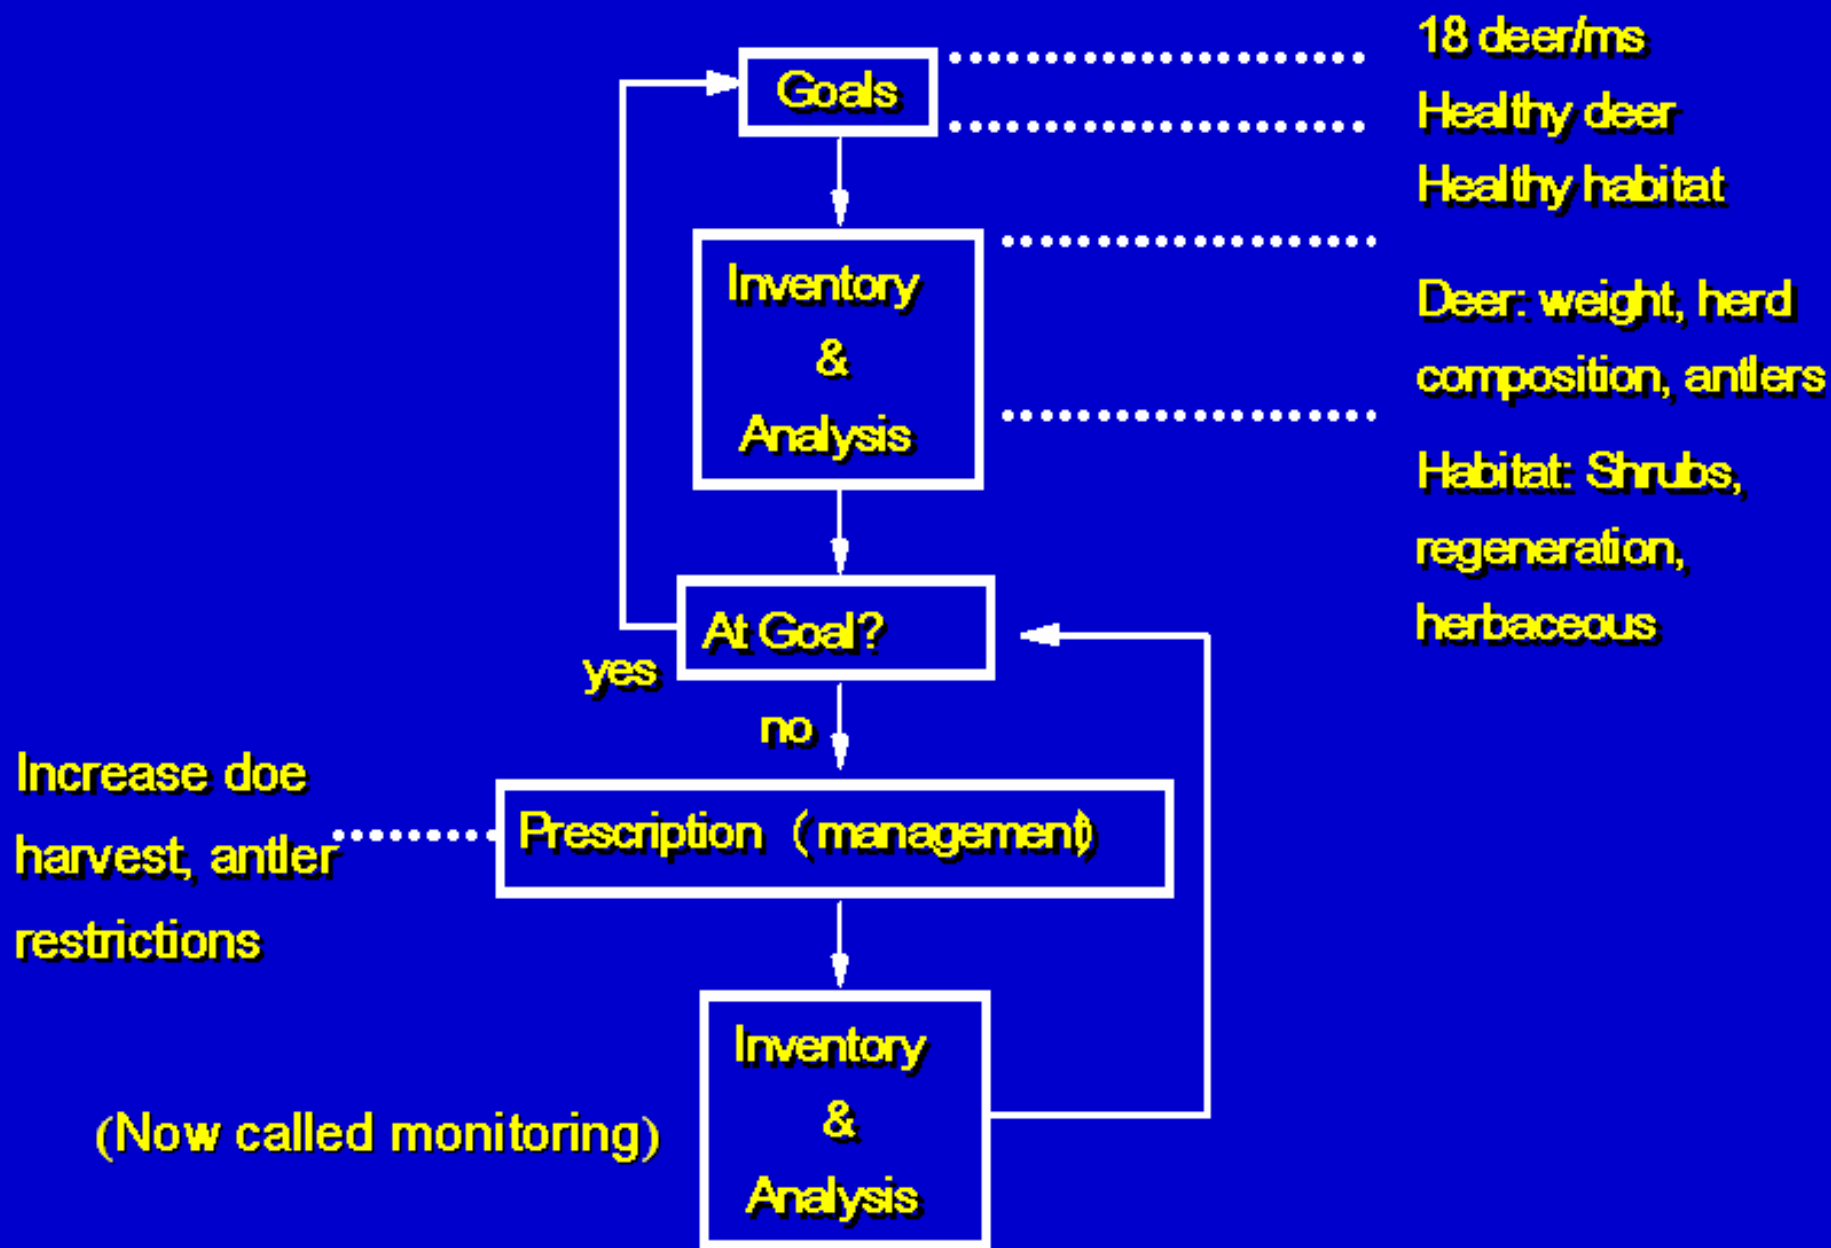 Goals
18 deer/ms
Healthy deer
Healthy habitat
Inventory
&
Analysis
Deer: weight, herd
composition, antlers
Habitat: Shrubs,
regeneration,
herbaceous
At Goal?
yes
no
Increase doe
harvest, antler
restrictions
Prescription (management)
Inventory
&
Analysis
(Now called monitoring)